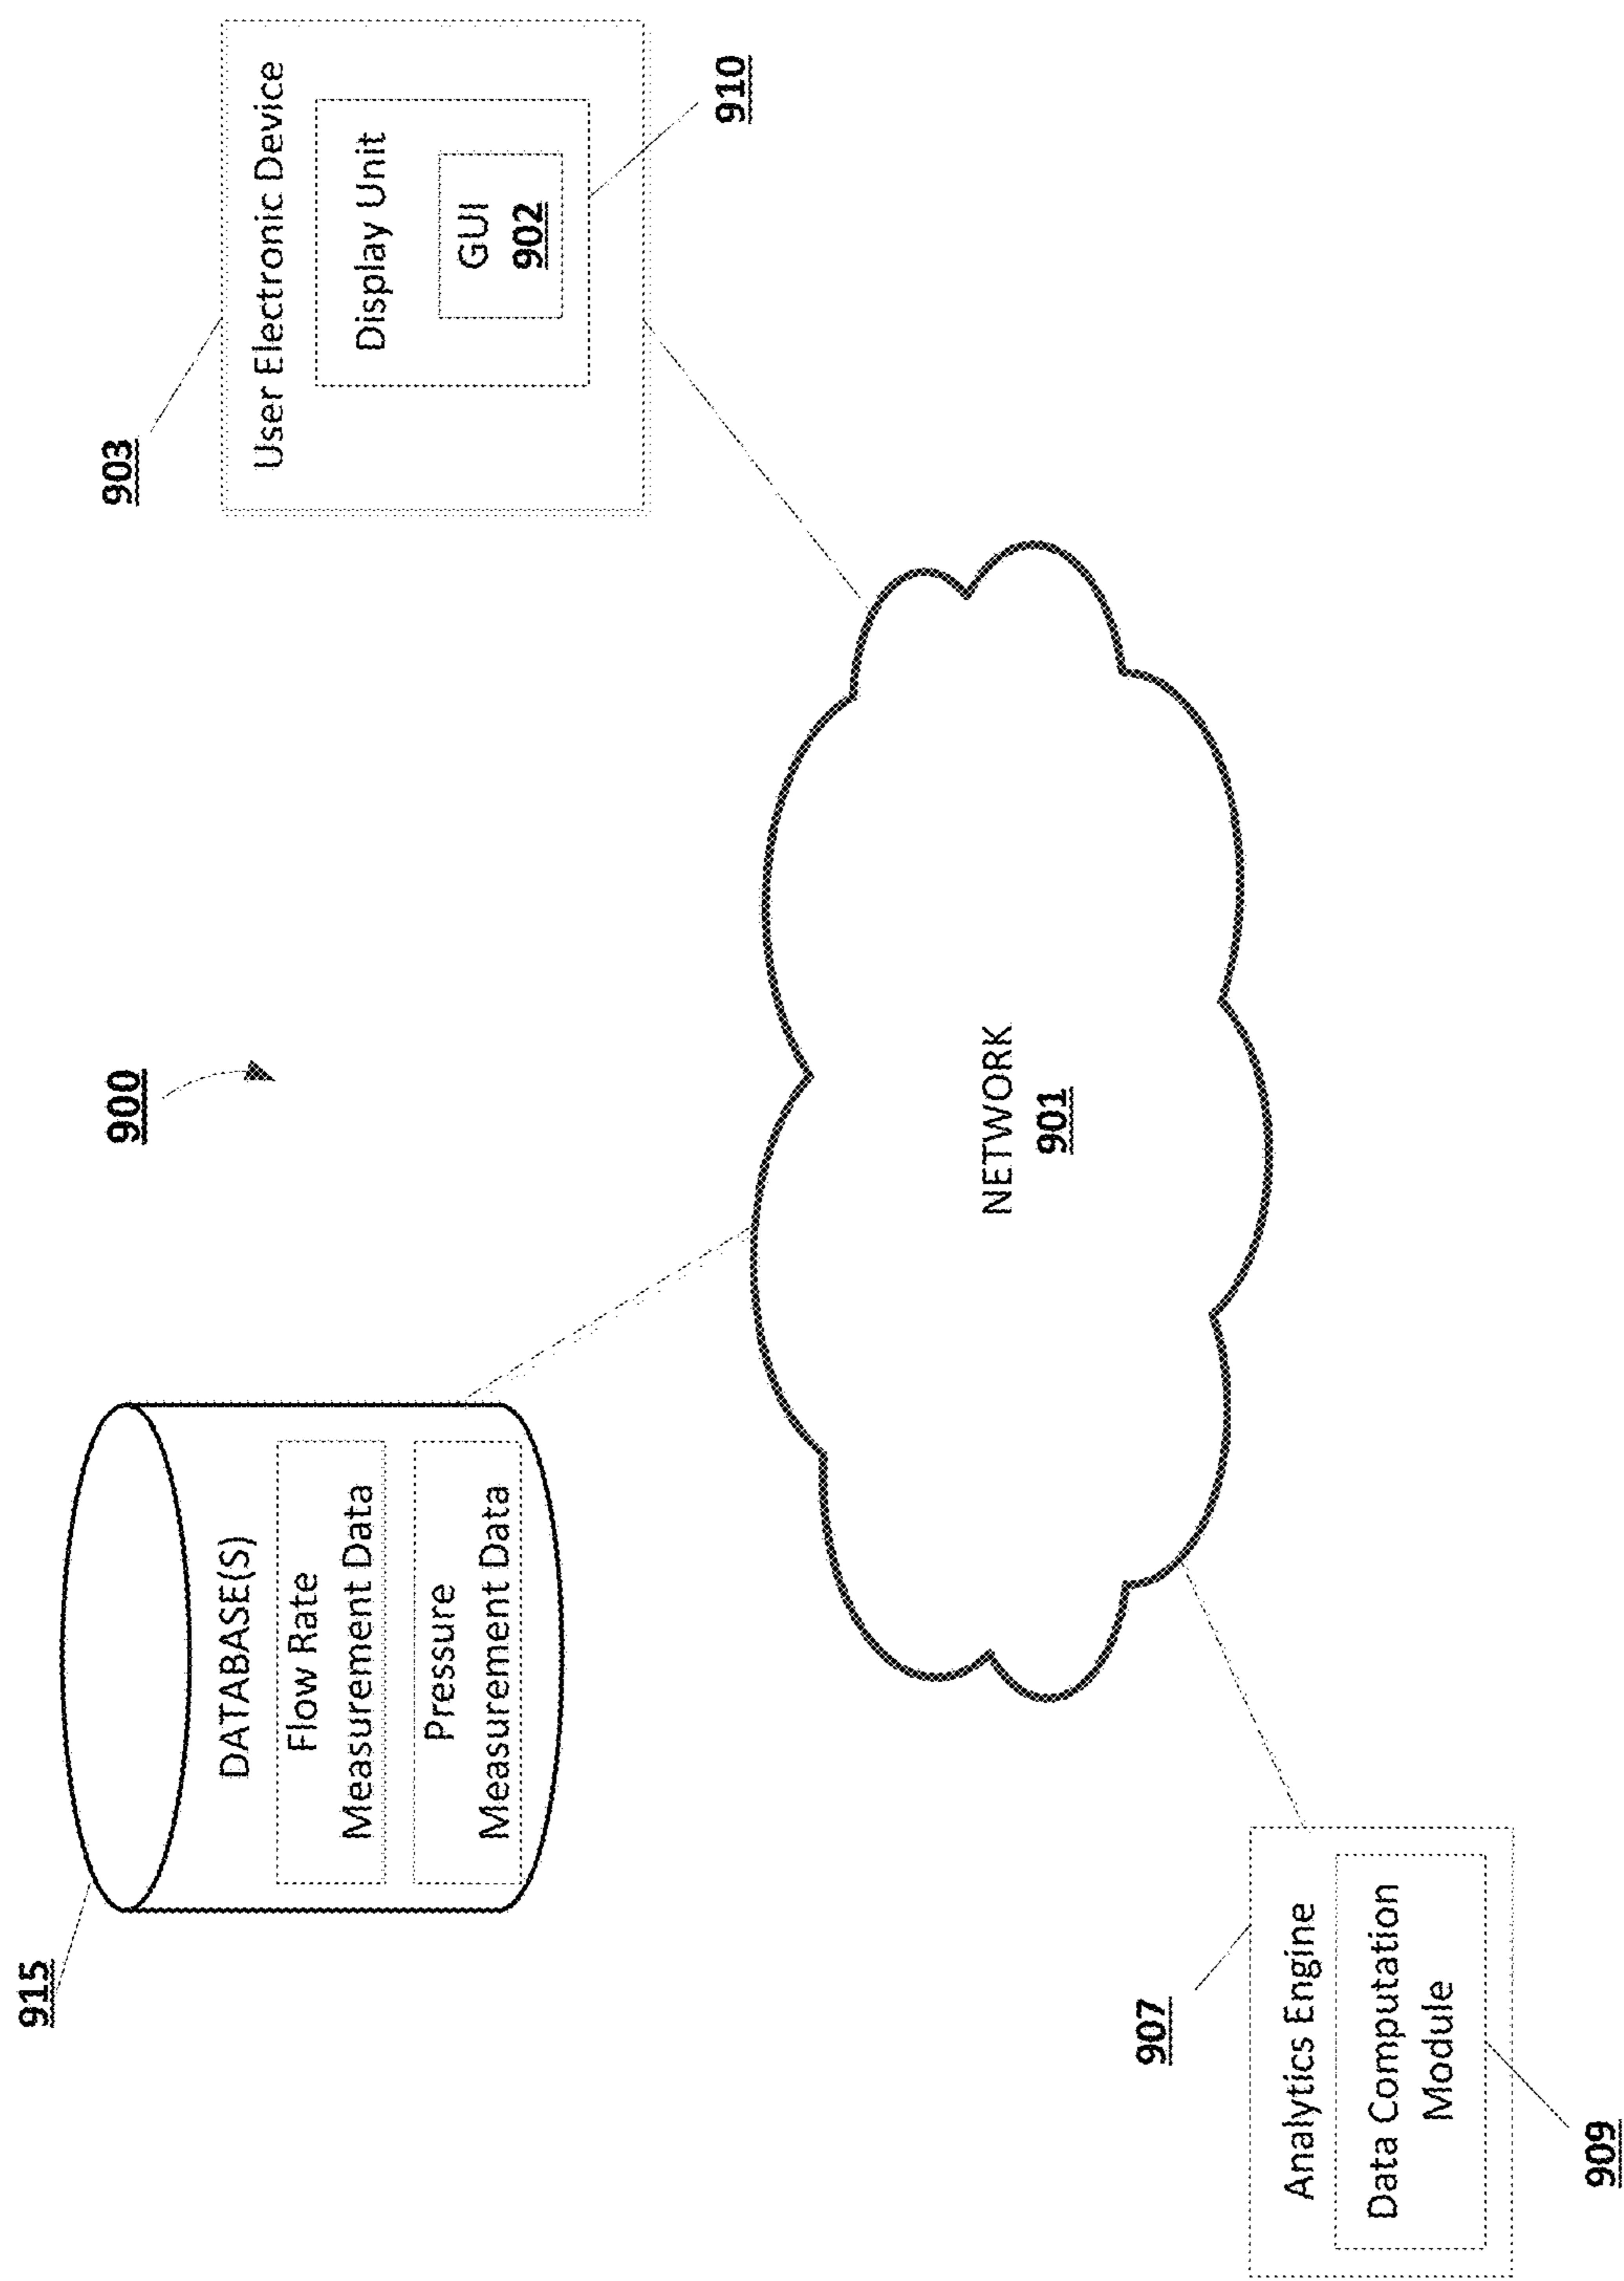 900
915
DATABASE(S)
Flow Rate
Measurement Data
Pressure
Measurement Data
903
User Electronic Device
Display Unit
GUI
902
910
NETWORK
901
907
Analytics Engine
Data Computation
Module
909